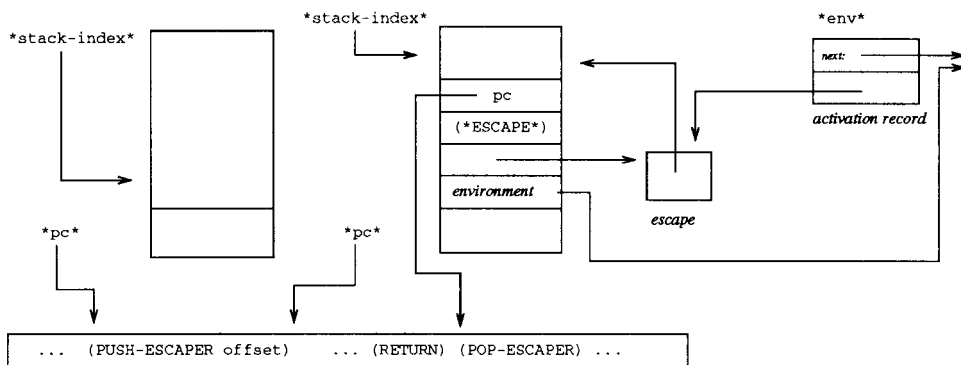 *stack-index*
*stack-index*
*env*
next:
pc
activation record
(*ESCAPE*)
environment
escape
*pc*
*pc*
... (PUSH-ESCAPER offset) ... (RETURN) (POP-ESCAPER) ...